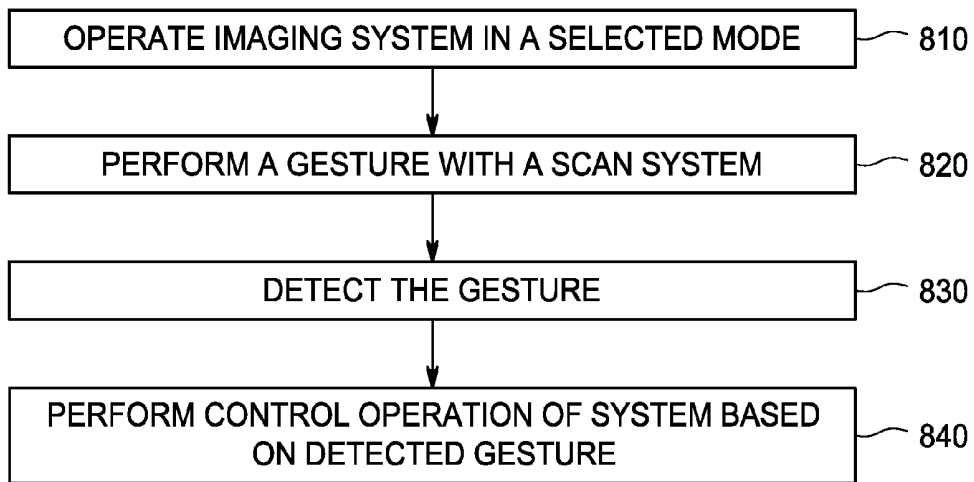 OPERATE IMAGING SYSTEM IN A SELECTED MODE 810
PERFORM A GESTURE WITH A SCAN SYSTEM 820
DETECT THE GESTURE 830
PERFORM CONTROL OPERATION OF SYSTEM BASED
ON DETECTED GESTURE 840